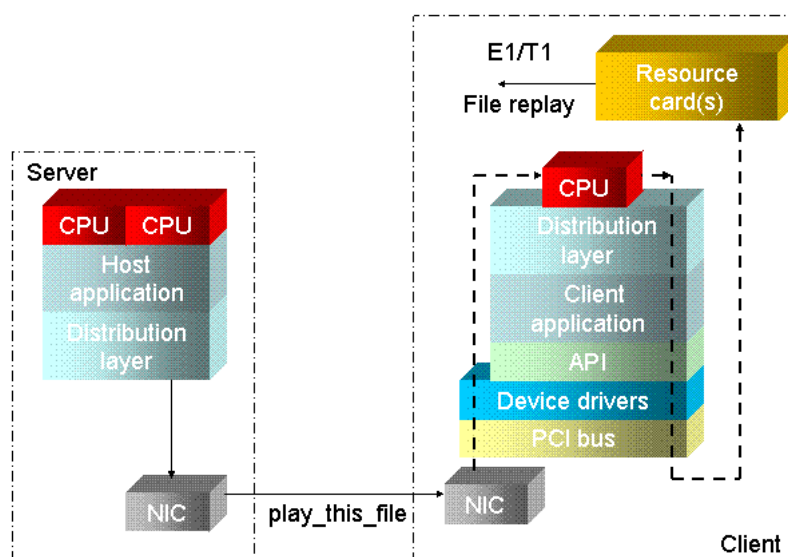 Server
CPU
CPU
Host
application
Distribution
layer
NIC
play_this_file
E1/T1
File replay
Resource
card(s)
CPU
Distribution
layer
Client
application
API
Device drivers
PCI bus
NIC
Client